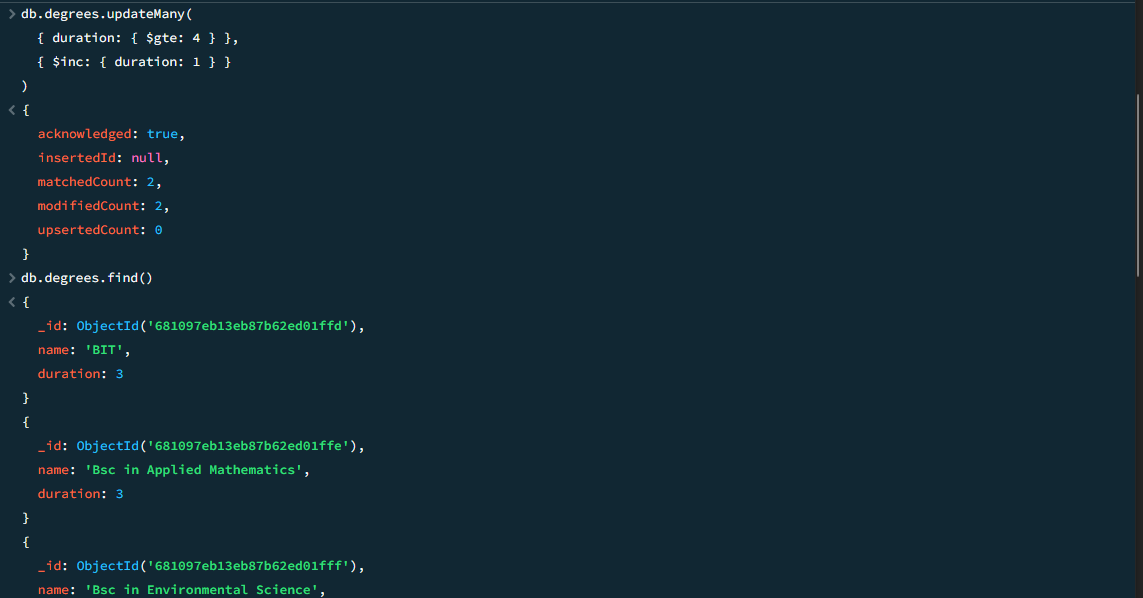 > db.degrees.updateMany(
{ duration: { $gte: 4 } },
{ $inc: { duration: 1 } }
)
< {
acknowledged: true,
insertedId: null,
matchedCount: 2,
modifiedCount: 2,
upsertedCount: 0
}
> db.degrees.find()
< {
_id: ObjectId('681097eb13eb87b62ed01ffd'),
name: 'BIT',
duration: 3
}
{
_id: ObjectId('681097eb13eb87b62ed01ffe'),
name: 'Bsc in Applied Mathematics',
duration: 3
}
{
_id: ObjectId('681097eb13eb87b62ed01fff'),
name: 'Bsc in Environmental Science',